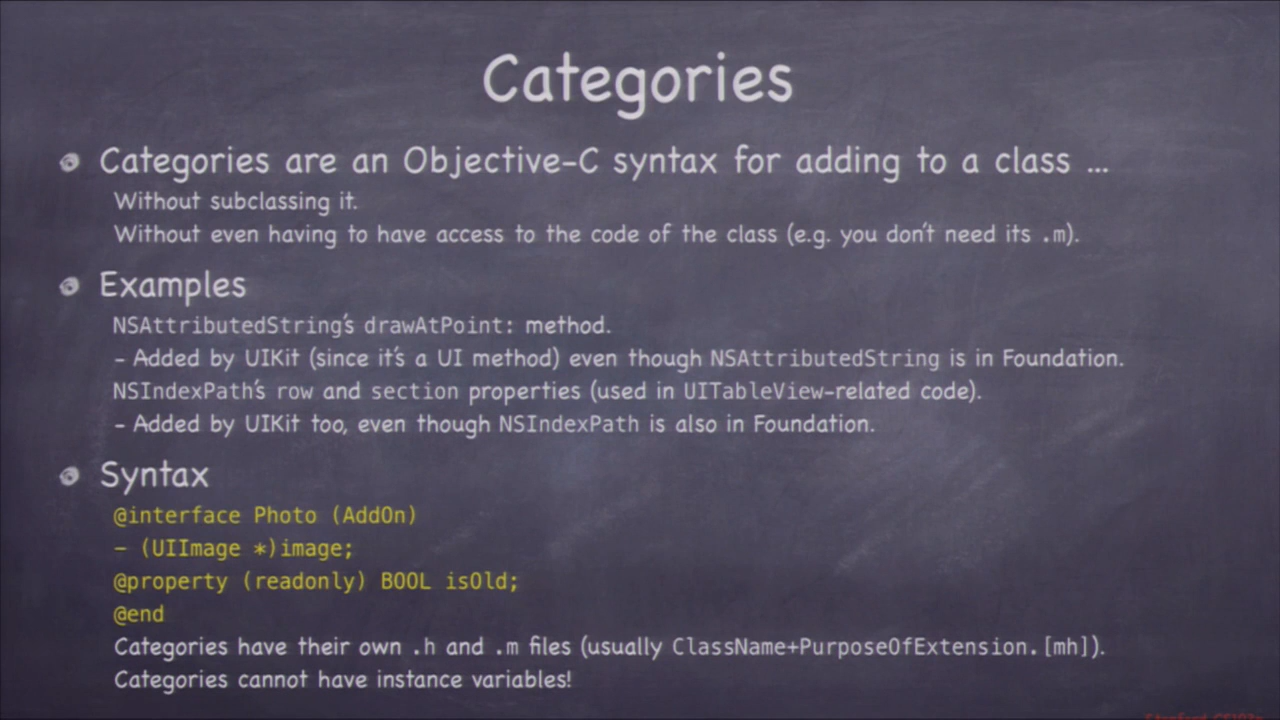 Categories
Categories are an Objective-C syntax for adding to a class ...
Without subclassing it.
Without even having to have access to the code of the class (e.g. you don't need its .m).
Examples
NSAttributedString's drawAtPoint: method.
- Added by UIKit (since it's a UI method) even though NSAttributedString is in Foundation.
NSIndexPath's row and section properties (used in UITableView-related code).
- Added by UIKit too, even though NSIndexPath is also in Foundation.
Syntax
@interface Photo (AddOn)
- (UIImage *)image;
@property (readonly) BOOL isOld;
@end
Categories have their own .h and .m files (usually ClassName+PurposeOfExtension.[mh]).
Categories cannot have instance variables!